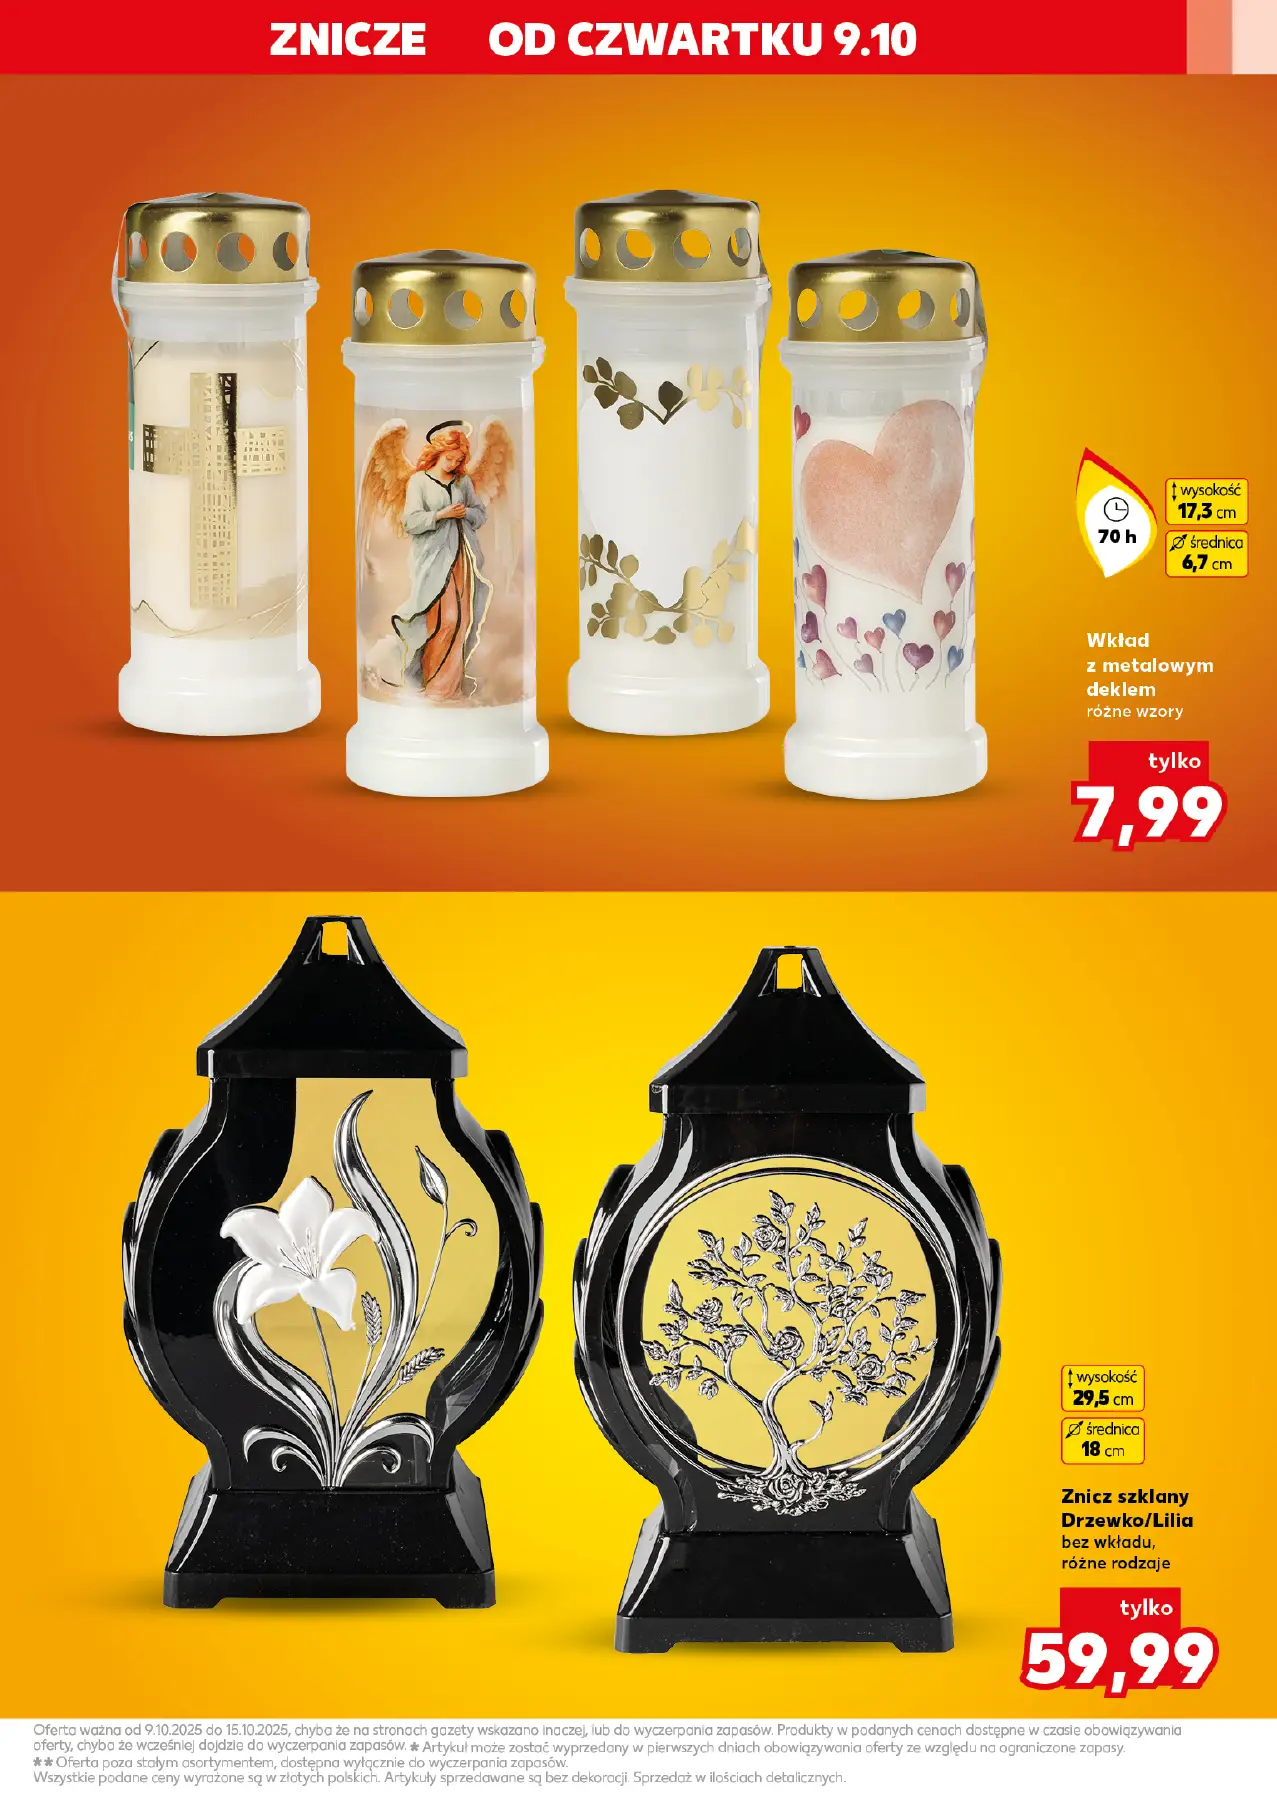 ZNICZE OD CZWARTKU 9.10
70 h
wysokość
17,3 cm
średnica
6,7 cm
Wkład
z metalowym
deklem
różne wzory
tylko
7,99
wysokość
29,5 cm
średnica
18 cm
Znicz szklany
Drzewko/Lilia
bez wkładu,
różne rodzaje
tylko
59,99
Oferta ważna od 9.10.2025 do 15.10.2025, chyba że na stronach gazety wskazano inaczej, lub do wyczerpania zapasów. Produkty w podanych cenach dostępne w czasie obowiązywania
oferty, chyba że wcześniej dojdzie do wyczerpania zapasów. * Artykuł może zostać wyprzedany w pierwszych dniach obowiązywania oferty ze względu na ograniczone zapasy.
** Oferta poza stałym asortymentem, dostępna wyłącznie do wyczerpania zapasów.
Wszystkie podane ceny wyrażone są w złotych polskich. Artykuły sprzedawane są bez dekoracji. Sprzedaż w ilościach detalicznych.